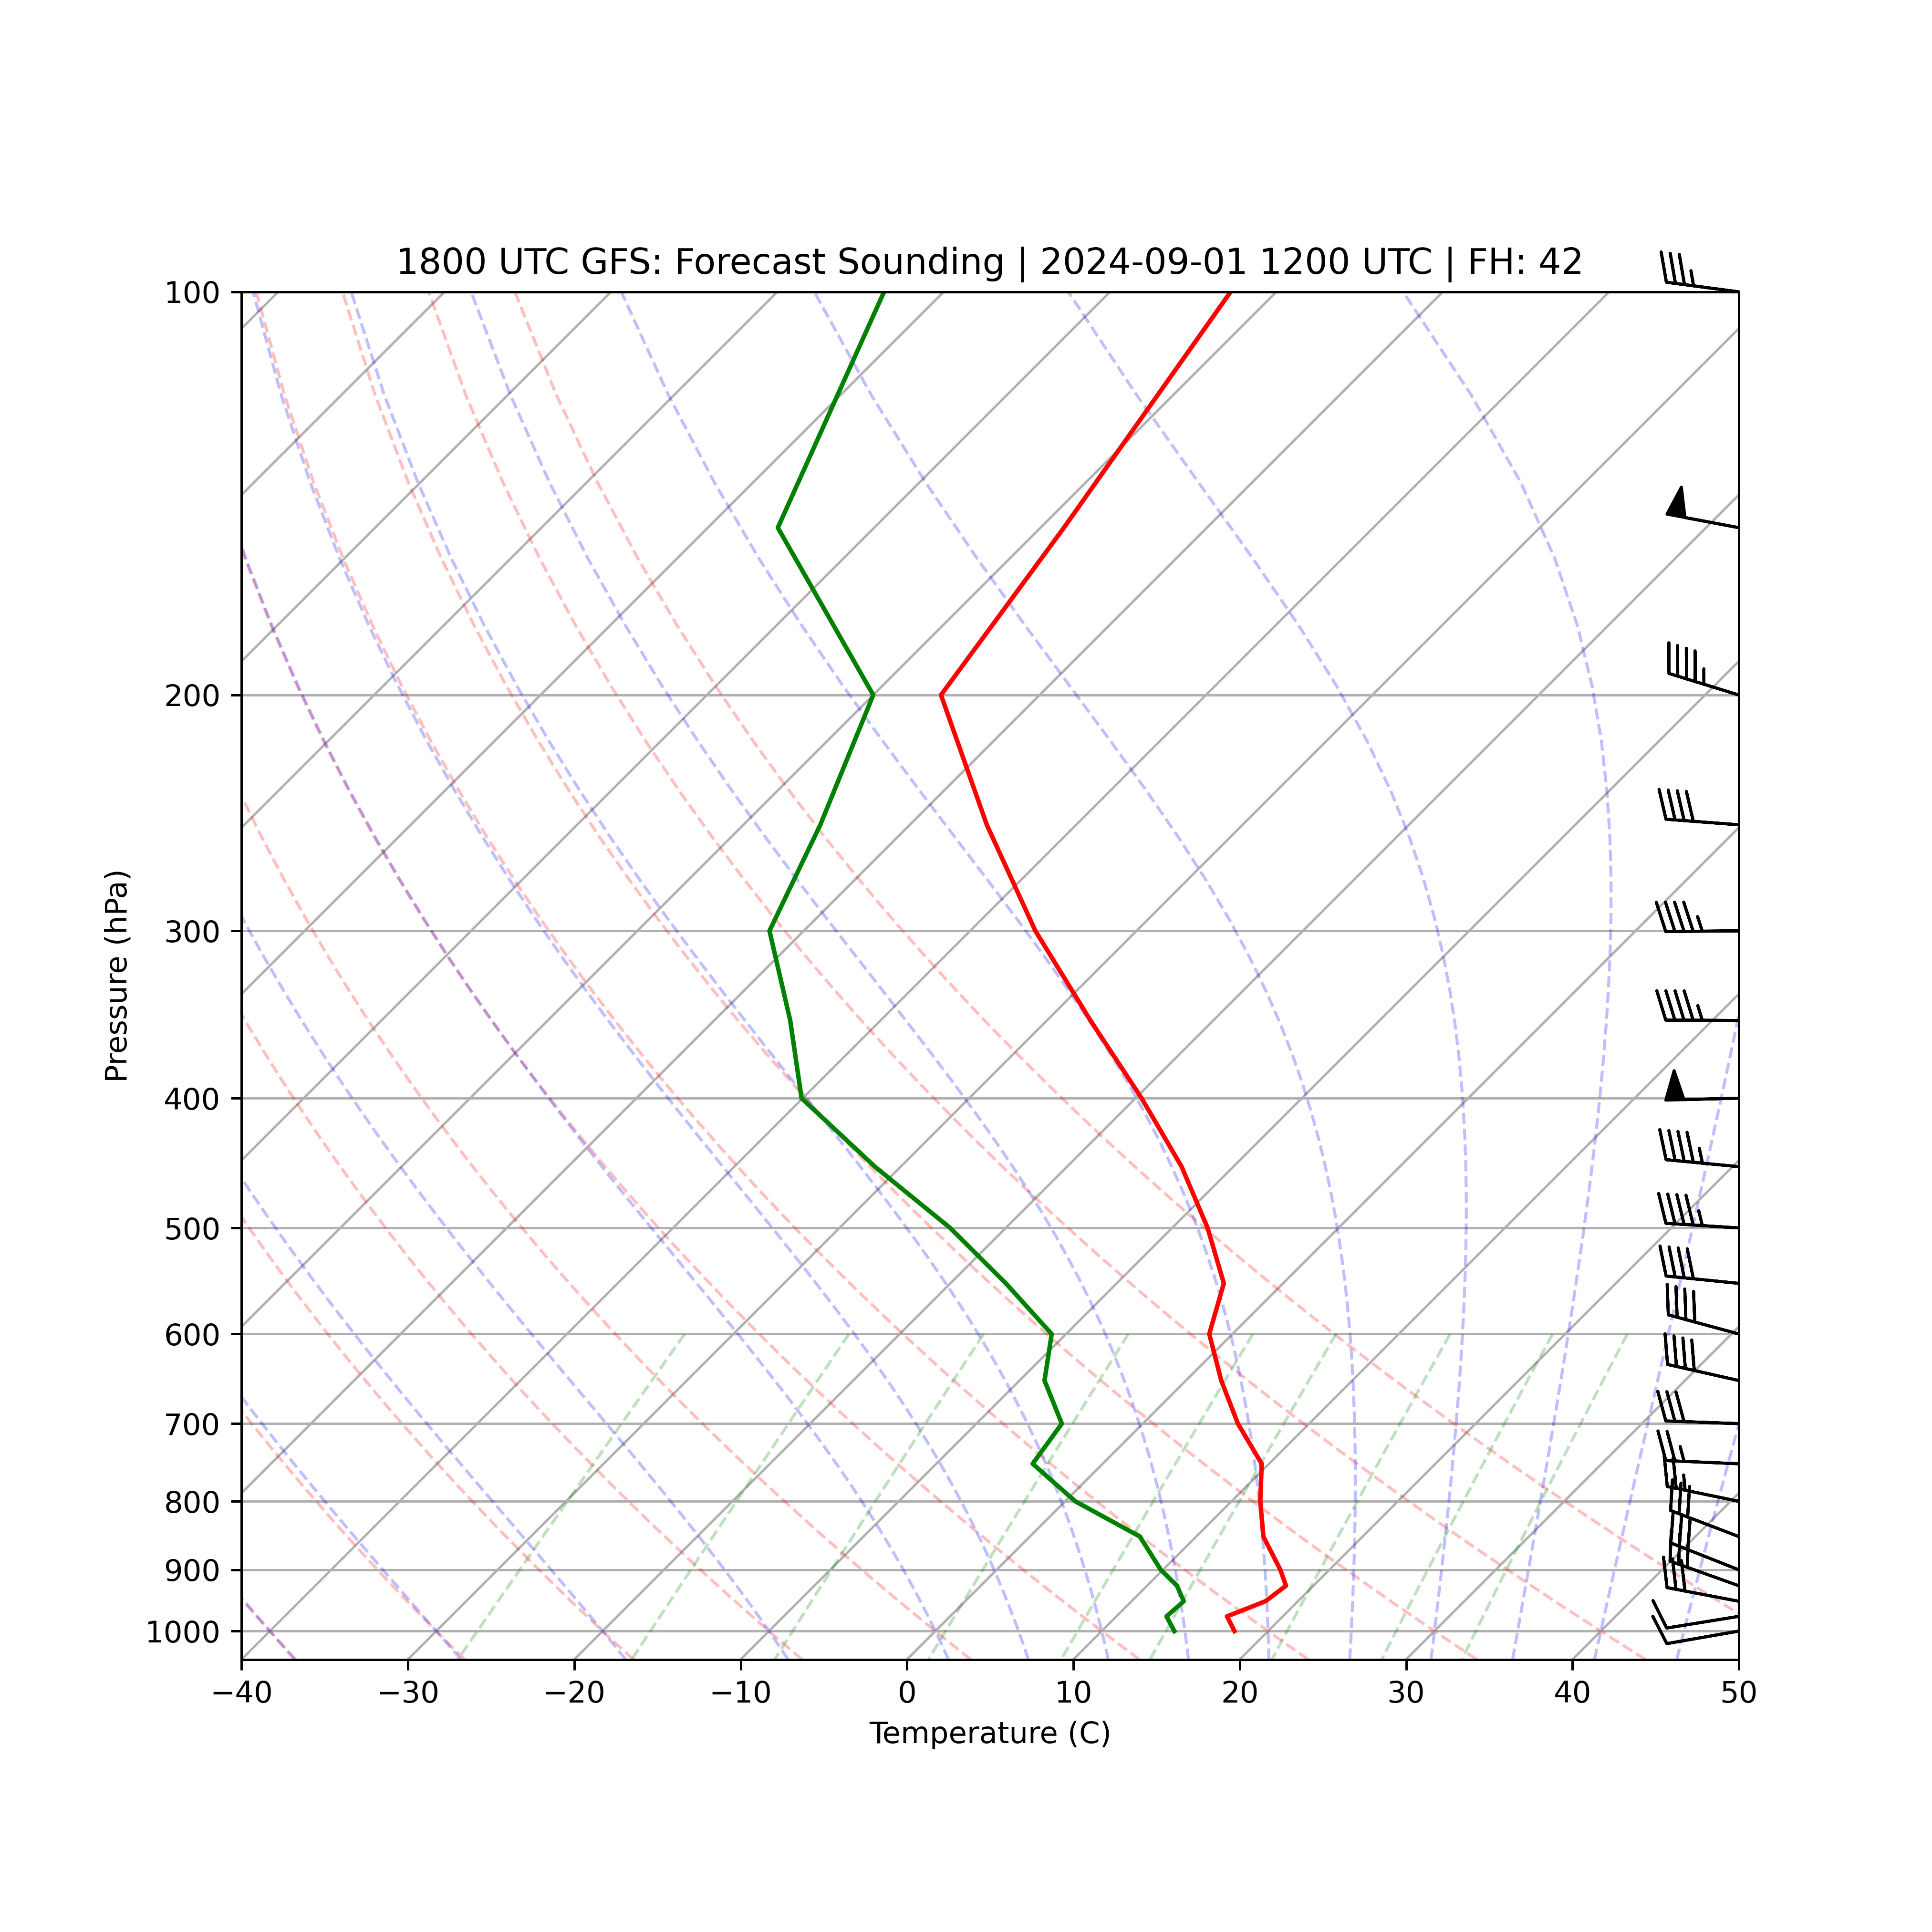 1800 UTC GFS: Forecast Sounding | 2024-09-01 1200 UTC | FH: 42
100
200
300
400
500
600
700
800
900
1000
Pressure (hPa)
−40 −30 −20 −10 0 10 20 30 40 50
Temperature (C)